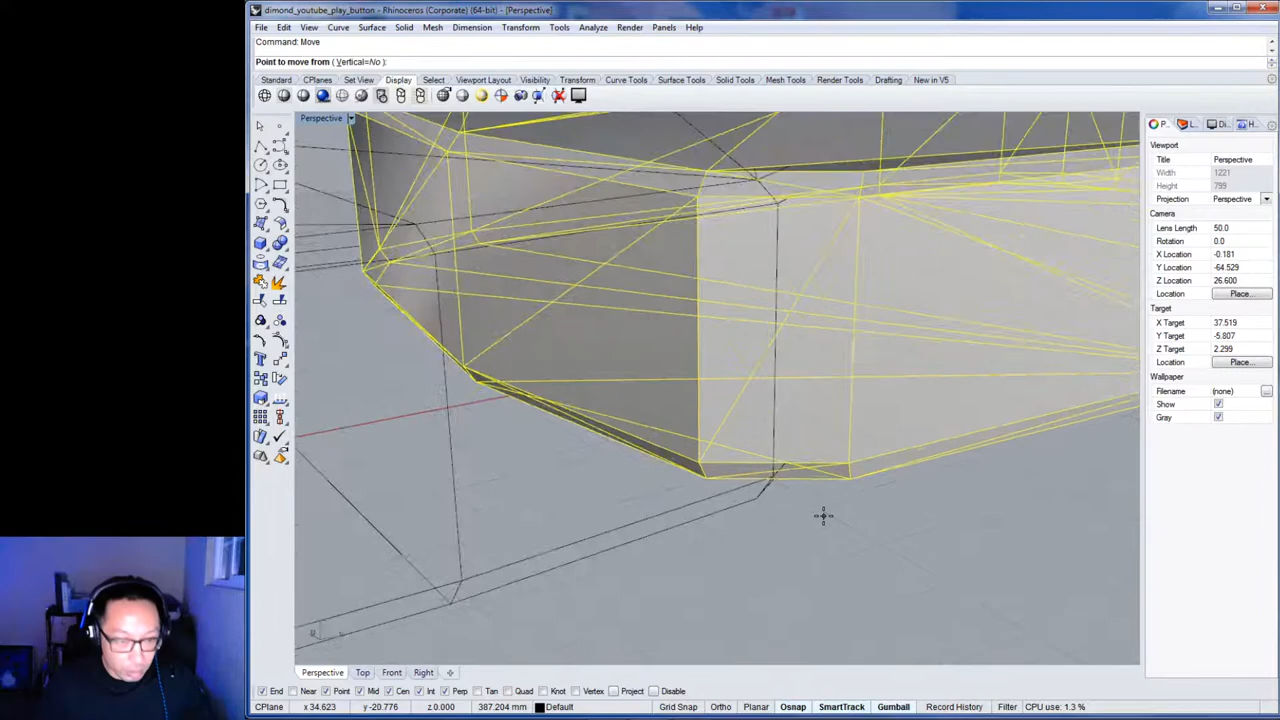 dimond_youtube_play_button - Rhinoceros (Corporate) (64-bit) - [Perspective]
File Edit View Curve Surface Solid Mesh Dimension Transform Tools Analyze Render Panels Help
Command: Move
Point to move from ( Vertical=No ):
Standard CPlanes Set View Display Select Viewport Layout Visibility Transform Curve Tools Surface Tools Solid Tools Mesh Tools Render Tools Drafting New in V5
Perspective
P... L... Di... H...
Viewport
Title Perspective
Width 1221
Height 799
Projection Perspective
Camera
Lens Length 50.0
Rotation 0.0
X Location -0.181
Y Location -64.529
Z Location 26.600
Location Place...
Target
X Target 37.519
Y Target -5.807
Z Target 2.299
Location Place...
Wallpaper
Filename (none) ...
Show
Gray
Perspective Top Front Right
End Near Point Mid Cen Int Perp Tan Quad Knot Vertex Project Disable
CPlane x 34.623 y -20.776 z 0.000 387.204 mm Default Grid Snap Ortho Planar Osnap SmartTrack Gumball Record History Filter CPU use: 1.3 %